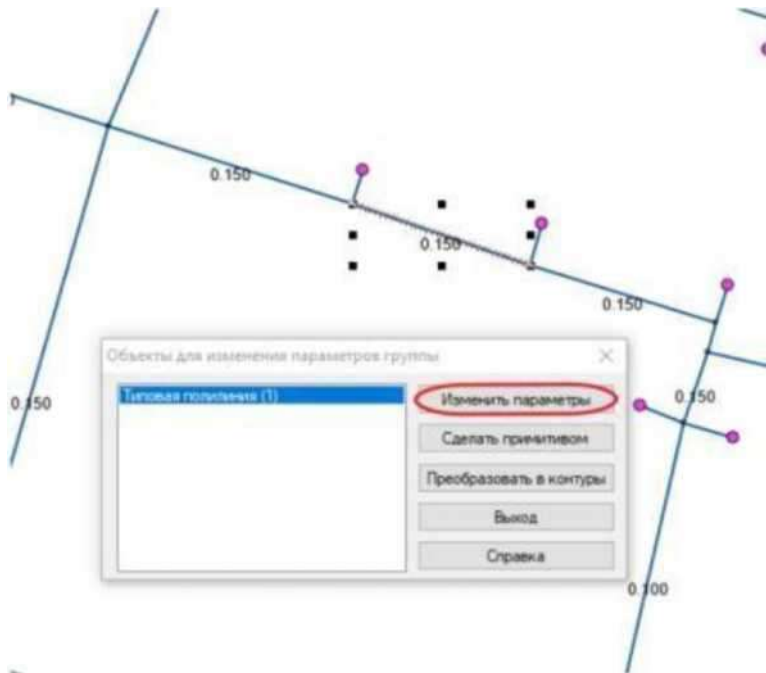 0.150
0.150
0.150
Объекты для изменения параметров группы
Типовая полилиния (1)
Изменить параметры
0.150
0.150
Сделать примитивом
Преобразовать в контуры
Выход
Справка
0.100